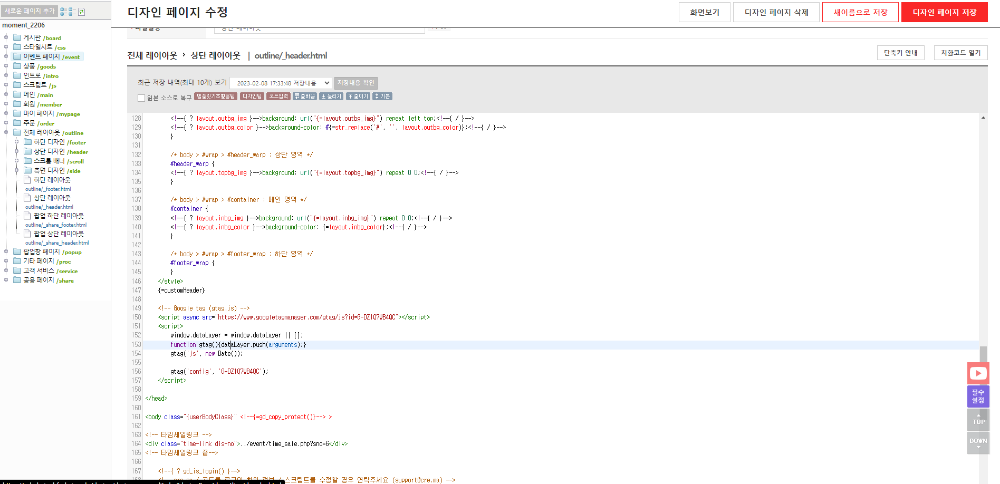 새로운 페이지 추가
moment_2206
게시판 /board
스타일시트 /css
이벤트 페이지 /event
상품 /goods
인트로 /intro
스크립트 /js
메인 /main
회원 /member
마이 페이지 /mypage
주문 /order
전체 레이아웃 /outline
하단 디자인 /footer
상단 디자인 /header
스크롤 배너 /scroll
측면 디자인 /side
하단 레이아웃
outline/_footer.html
상단 레이아웃
outline/_header.html
팝업 하단 레이아웃
outline/_share_footer.html
팝업 상단 레이아웃
outline/_share_header.html
팝업창 페이지 /popup
기타 페이지 /proc
고객 서비스 /service
공용 페이지 /share
디자인 페이지 수정
화면보기
디자인 페이지 삭제
새이름으로 저장
디자인 페이지 저장
전체 레이아웃 › 상단 레이아웃 | outline/_header.html
단축키 안내
치환코드 열기
최근 저장 내역(최대 10개) 보기 2023-02-08 17:33:48 저장내용 저장내용 확인
원본 소스로 복구 템플릿기초활용팁 디자인팁 코드입력 줄바꿈 늘리기 줄이기 기본
128 <!--{ ? layout.outbg_img }-->background: url("{=layout.outbg_img}") repeat left top;<!--{ / }-->
129 <!--{ ? layout.outbg_color }-->background-color: #{=str_replace('#', '', layout.outbg_color)};<!--{ / }-->
130 }
131
132 /* body > #wrap > #header_warp : 상단 영역 */
133 #header_warp {
134 <!--{ ? layout.topbg_img }-->background: url("{=layout.topbg_img}") repeat 0 0;<!--{ / }-->
135 }
136
137 /* body > #wrap > #container : 메인 영역 */
138 #container {
139 <!--{ ? layout.inbg_img }-->background: url("{=layout.inbg_img}") repeat 0 0;<!--{ / }-->
140 <!--{ ? layout.inbg_color }-->background-color: {=layout.inbg_color};<!--{ / }-->
141 }
142
143 /* body > #wrap > #footer_wrap : 하단 영역 */
144 #footer_wrap {
145 }
146 </style>
147 {=customHeader}
148
149 <!-- Google tag (gtag.js) -->
150 <script async src="https://www.googletagmanager.com/gtag/js?id=G-DZ1Q7WB4QC"></script>
151 <script>
152 window.dataLayer = window.dataLayer || [];
153 function gtag(){dataLayer.push(arguments);}
154 gtag('js', new Date());
155
156 gtag('config', 'G-DZ1Q7WB4QC');
157 </script>
158
159 </head>
160
161 <body class="{userBodyClass}" <!--{=gd_copy_protect()}--> >
162
163 <!-- 타임세일링크 -->
164 <div class="time-link dis-no">../event/time_sale.php?sno=6</div>
165 <!-- 타임세일링크 끝-->
166
167 <!--{ ? gd_is_login() }-->
스크립트를 수정할 경우 연락주세요 (support@cre.ma) -->
필수
설정
TOP
DOWN